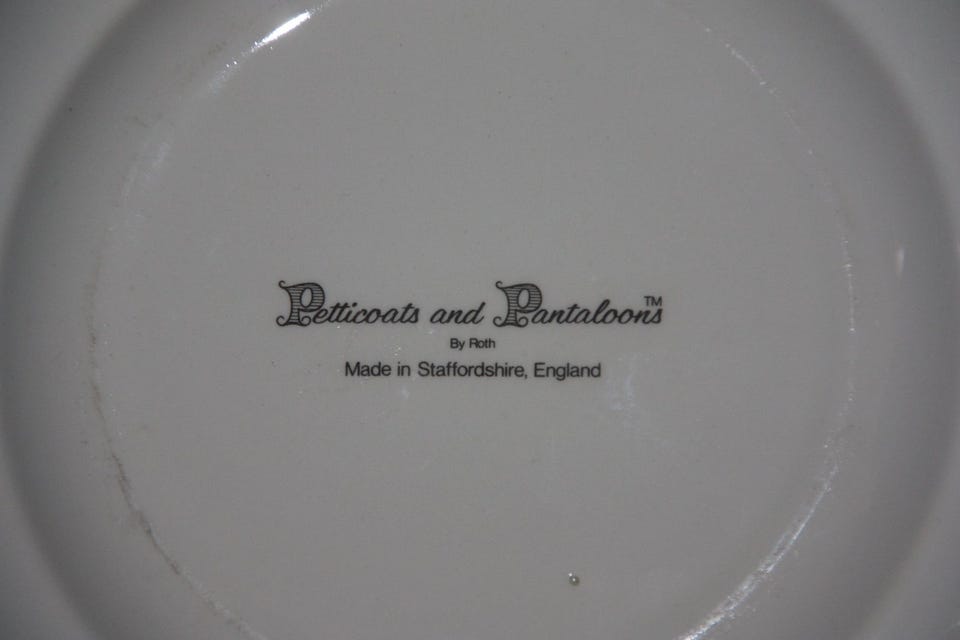 Petticoats and Pantaloons™
By Roth
Made in Staffordshire, England